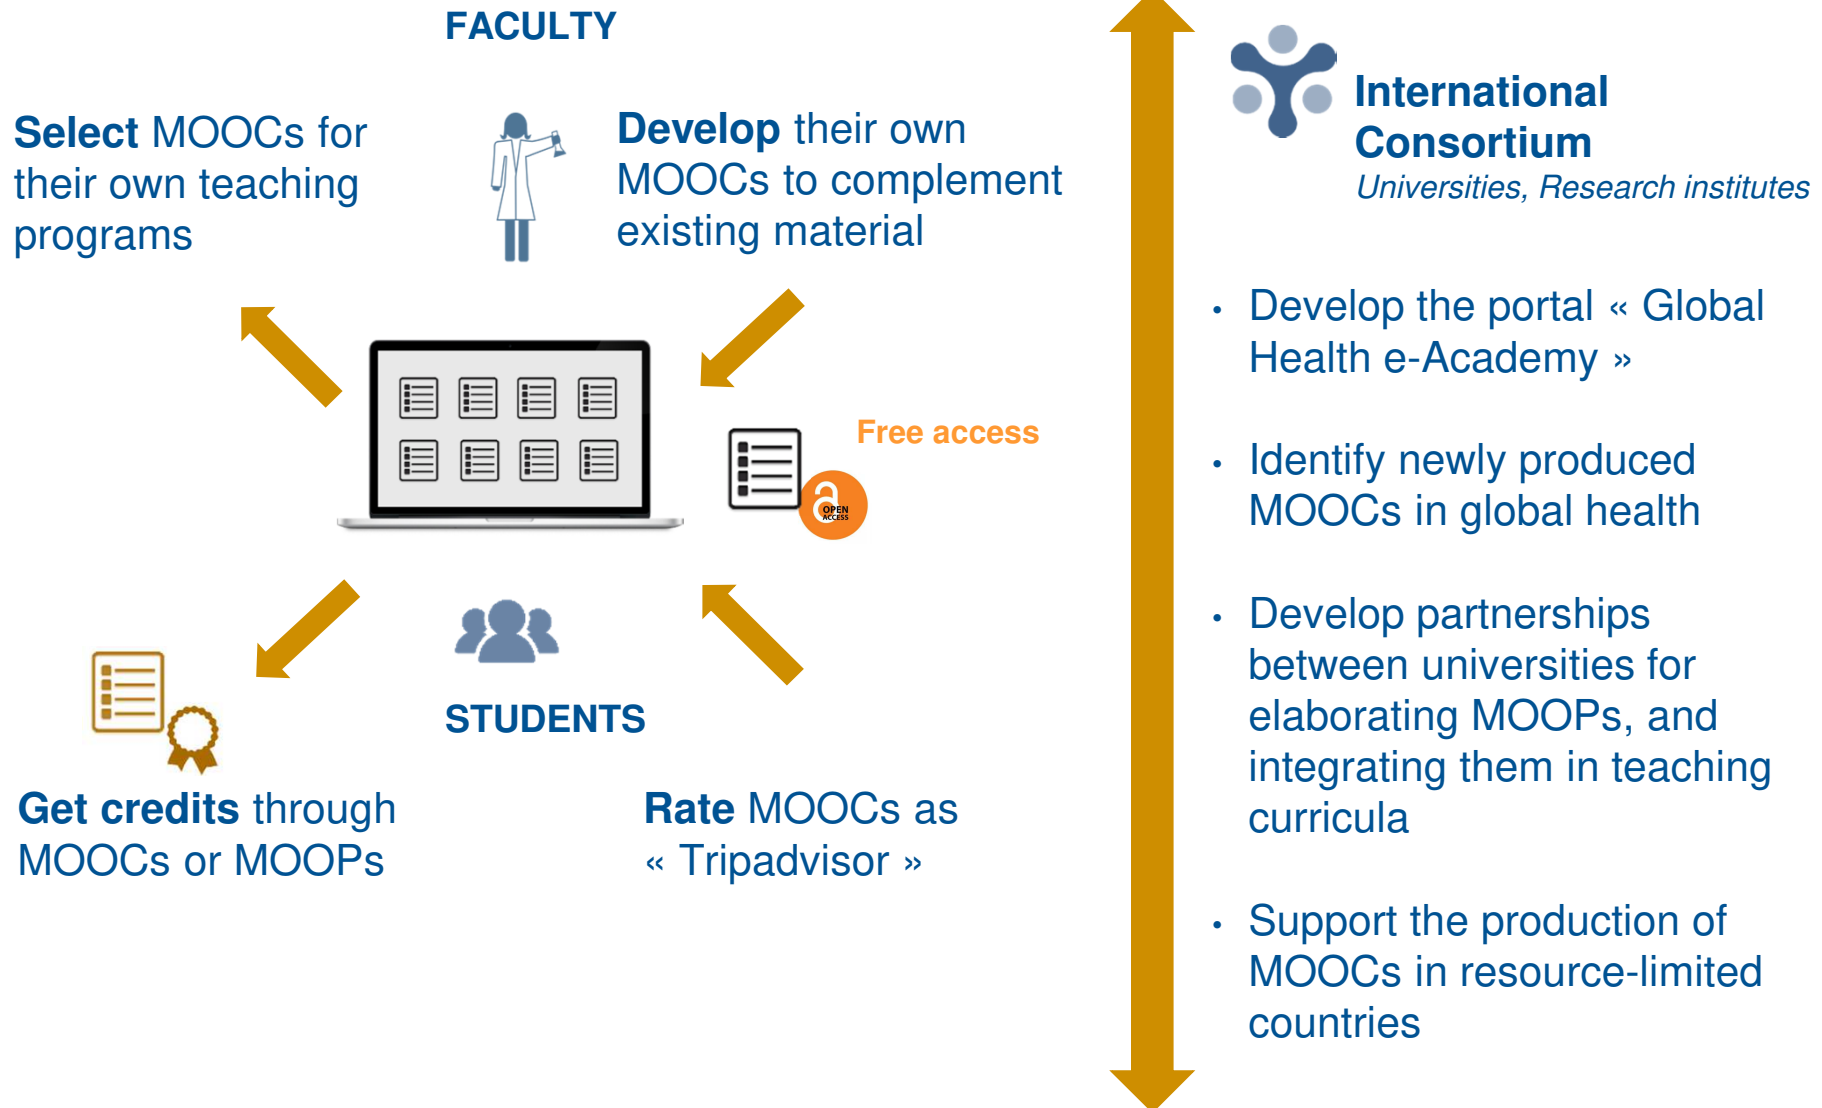 FACULTY
Select MOOCs for
their own teaching
programs
Develop their own
MOOCs to complement
existing material
Free access
OPEN
ACCESS
STUDENTS
Get credits through
MOOCs or MOOPs
Rate MOOCs as
« Tripadvisor »
International
Consortium
Universities, Research institutes
• Develop the portal « Global
Health e-Academy »
• Identify newly produced
MOOCs in global health
• Develop partnerships
between universities for
elaborating MOOPs, and
integrating them in teaching
curricula
• Support the production of
MOOCs in resource-limited
countries